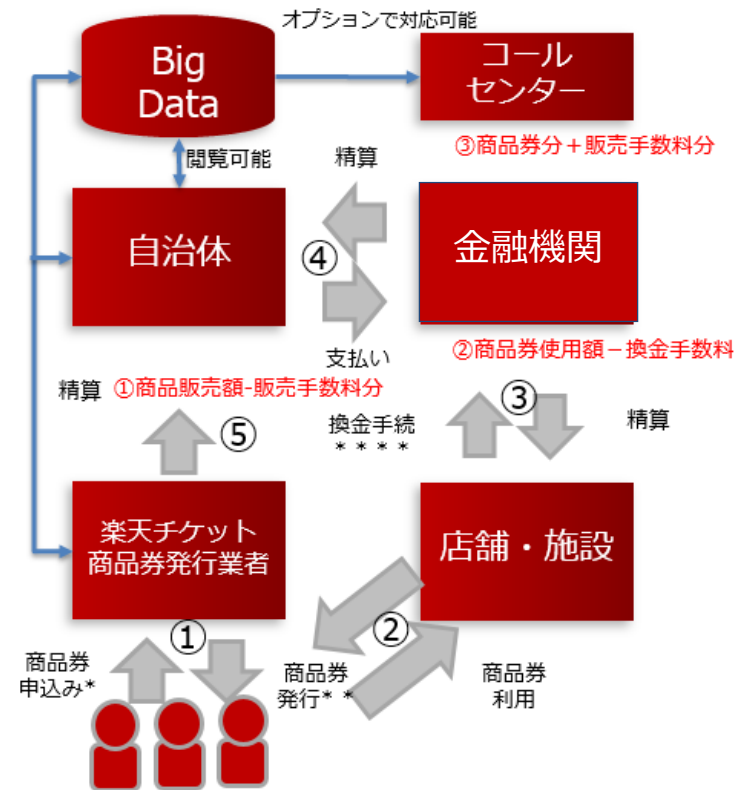 オプションで対応可能
Big
Data
コール
センター
閲覧可能
精算
③商品券分＋販売手数料分
自治体
④
金融機関
支払い
②商品券使用額－換金手数料
精算
①商品販売額-販売手数料分
⑤
換金手続
＊＊＊＊
③
精算
楽天チケット
商品券発行業者
店舗・施設
①
②
商品券
申込み*
商品券
発行* *
商品券
利用